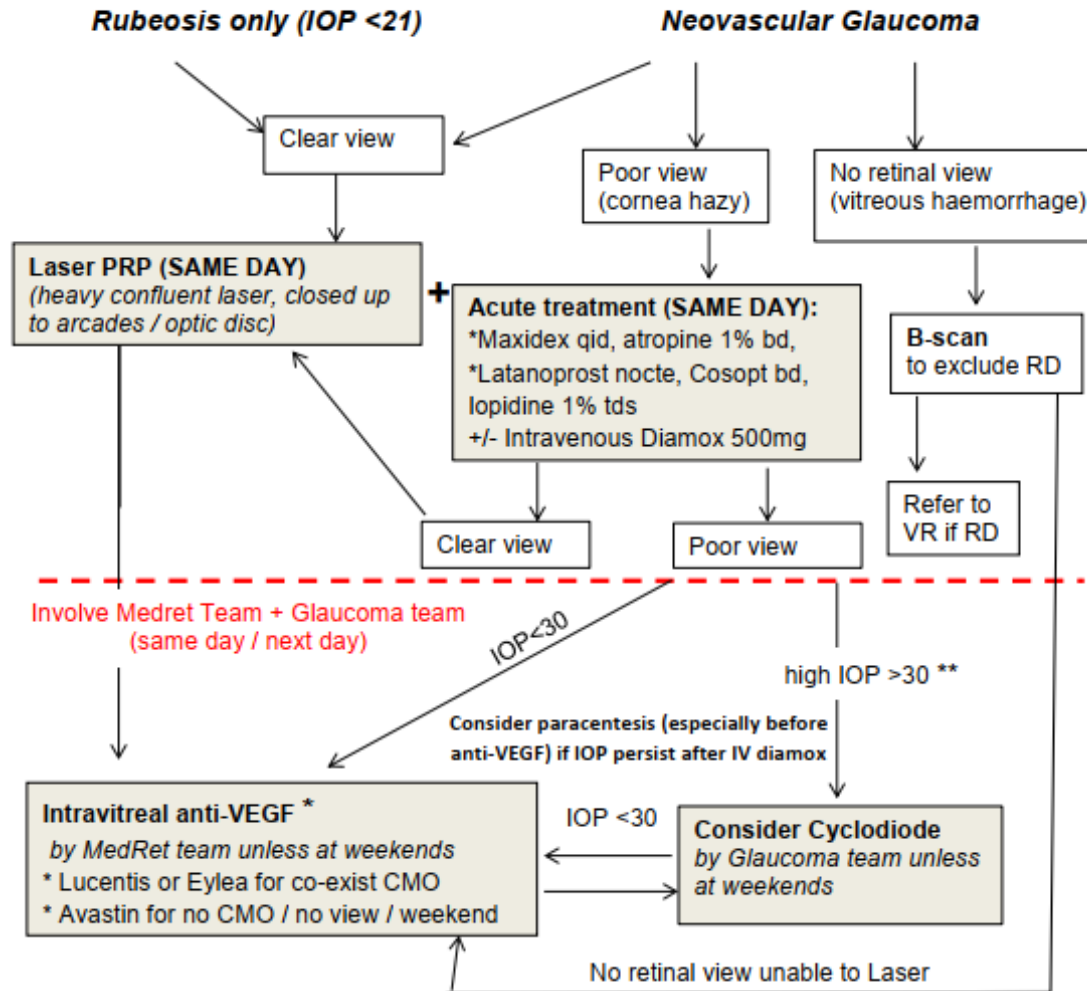 Rubeosis only (IOP <21)
Neovascular Glaucoma
Clear view
Poor view
(cornea hazy)
No retinal view
(vitreous haemorrhage)
Laser PRP (SAME DAY)
(heavy confluent laser, closed up
to arcades / optic disc)
+
Acute treatment (SAME DAY):
*Maxidex qid, atropine 1% bd,
*Latanoprost nocte, Cosopt bd,
Iopidine 1% tds
+/- Intravenous Diamox 500mg
B-scan
to exclude RD
Refer to
VR if RD
Clear view
Poor view
Involve Medret Team + Glaucoma team
(same day / next day)
IOP<30
high IOP >30 **
Consider paracentesis (especially before
anti-VEGF) if IOP persist after IV diamox
Intravitreal anti-VEGF *
by MedRet team unless at weekends
* Lucentis or Eylea for co-exist CMO
* Avastin for no CMO / no view / weekend
IOP <30
Consider Cyclodiode
by Glaucoma team unless
at weekends
No retinal view unable to Laser